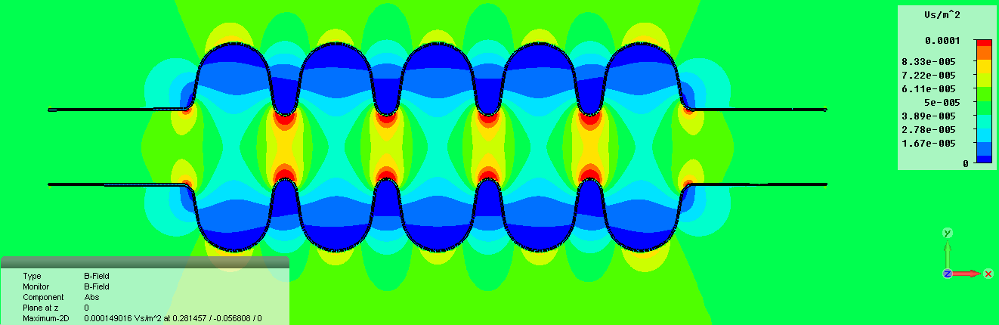 Vs/m^2
0.0001
8.33e-005
7.22e-005
6.11e-005
5e-005
3.89e-005
2.78e-005
1.67e-005
0
Y
Z X
Type B-Field
Monitor B-Field
Component Abs
Plane at z 0
Maximum-2D 0.000149016 Vs/m^2 at 0.281457 / -0.056808 / 0